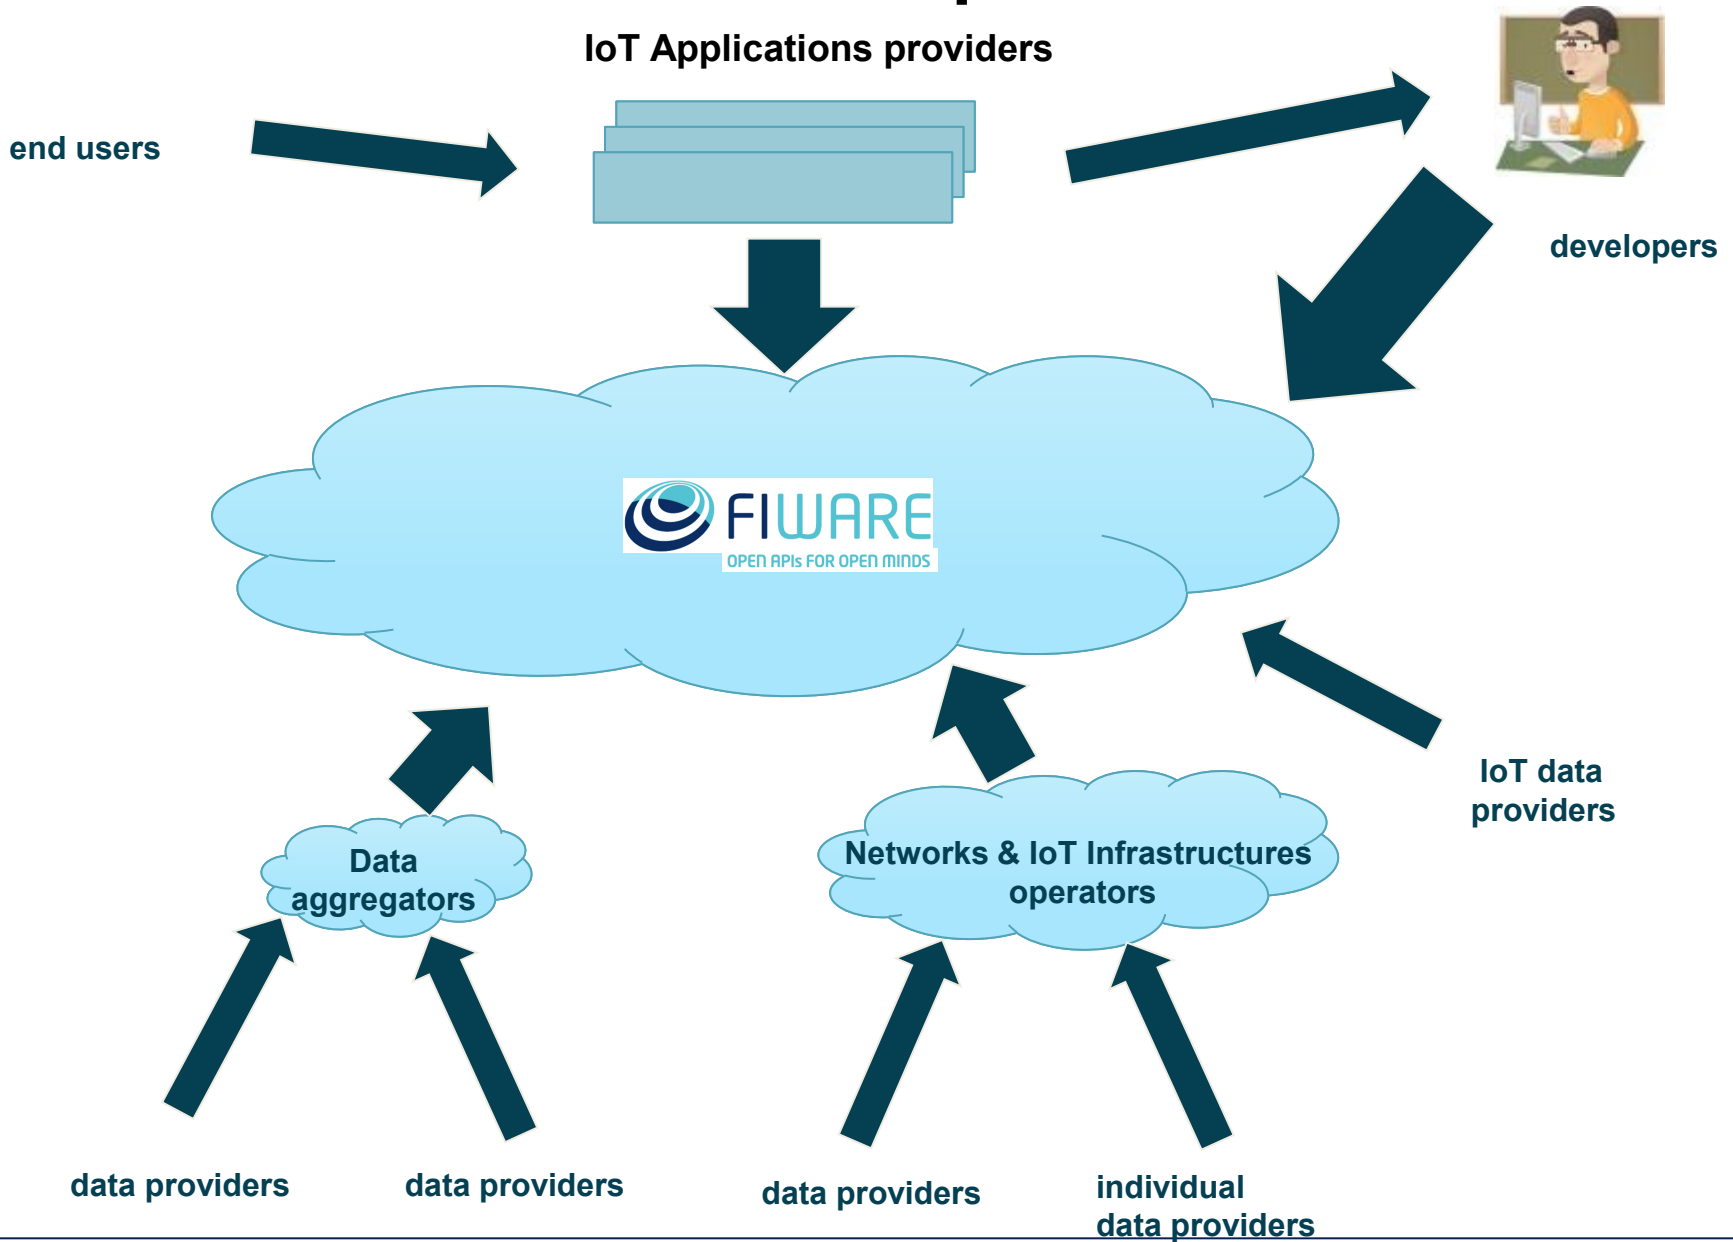 IoT Applications providers
end users
developers
FIWARE
OPEN APIs FOR OPEN MINDS
IoT data
providers
Data
aggregators
Networks & IoT Infrastructures
operators
data providers
data providers
data providers
individual
data providers